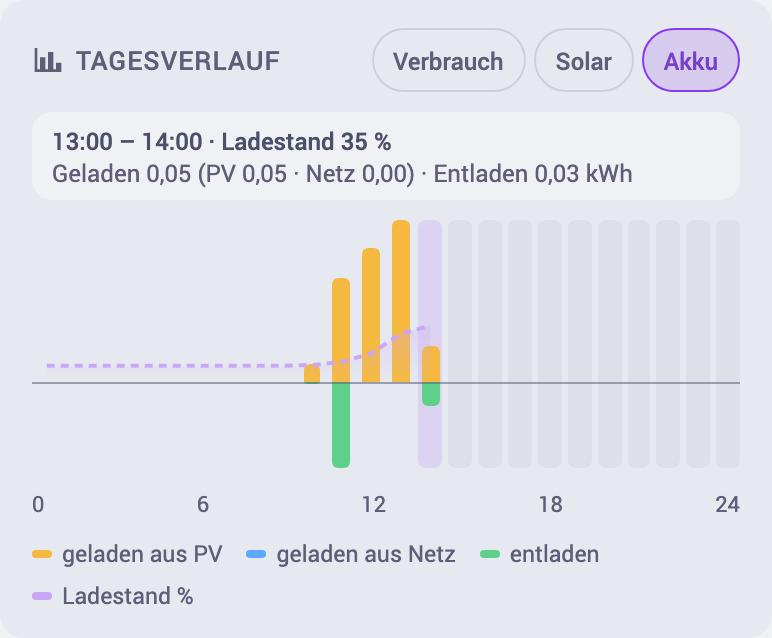 TAGESVERLAUF Verbrauch Solar Akku
13:00 – 14:00 · Ladestand 35 %
Geladen 0,05 (PV 0,05 · Netz 0,00) · Entladen 0,03 kWh
0 6 12 18 24
geladen aus PV geladen aus Netz entladen
Ladestand %